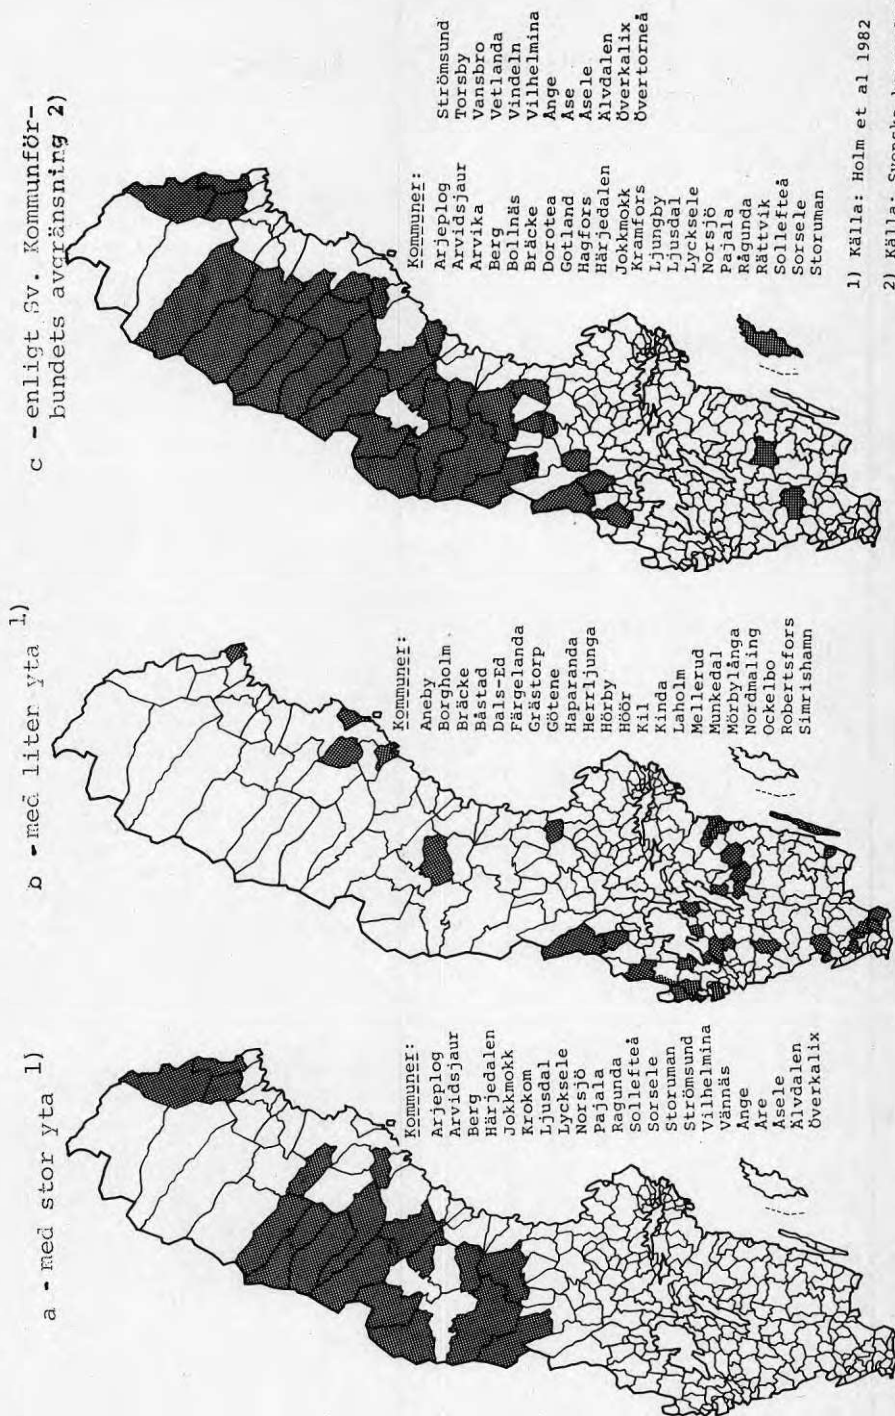 a - med stor yta 1)
Kommuner:
Arjeplog
Arvidsjaur
Berg
Härjedalen
Jokkmokk
Krokom
Ljusdal
Lycksele
Norsjö
Pajala
Ragunda
Sollefteå
Sorsele
Storuman
Strömsund
Vilhelmina
Vännäs
Ånge
Åre
Åsele
Älvdalen
Överkalix
b - med liter yta 1)
Kommuner:
Aneby
Borgholm
Bräcke
Båstad
Dals-Ed
Färgelanda
Grästorp
Götene
Haparanda
Herrljunga
Hörby
Höör
Kil
Kinda
Laholm
Mellerud
Munkedal
Mörbylånga
Nordmaling
Ockelbo
Robertsfors
Simrishamn
c - enligt Sv. Kommunför-
bundets avgränsning 2)
Kommuner:
Arjeplog
Arvidsjaur
Arvika
Berg
Bollnäs
Bräcke
Dorotea
Gotland
Hagfors
Härjedalen
Jokkmokk
Kramfors
Ljungby
Ljusdal
Lycksele
Norsjö
Pajala
Rågunda
Rättvik
Sollefteå
Sorsele
Storuman
Strömsund
Torsby
Vansbro
Vetlanda
Vindeln
Vilhelmina
Ånge
Åse
Åsele
Älvdalen
Överkalix
Övertorneå
1) Källa: Holm et al 1982
2) Källa: Svenska